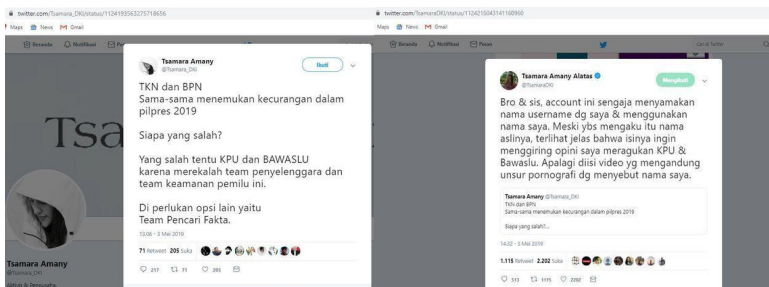 twitter.com/Tsamara_DKI/status/1124193563275718656
Maps News Gmail
Beranda Notifikasi
Tsa
Tsamara Amany
@Tsamara_DKI
Ikuti
TKN dan BPN
Sama-sama menemukan kecurangan dalam
pilpres 2019
Siapa yang salah?
Yang salah tentu KPU dan BAWASLU
karena merekalah team penyelenggara dan
team keamanan pemilu ini.
Di perlukan opsi lain yaitu
Team Pencari Fakta.
13.06 - 3 Mei 2019
71 Retweet 205 Suka
217 71 205
Tsamara Amany
@Tsamara_DKI
twitter.com/TsamaraDKI/status/1124215043141160960
Maps News Gmail
Beranda Notifikasi Pesan
Cari di Twitter
Tsamara Amany Alatas
@TsamaraDKI
Mengikuti
Bro & sis, account ini sengaja menyamakan
nama username dg saya & menggunakan
nama saya. Meski ybs mengaku itu nama
aslinya, terlihat jelas bahwa isinya ingin
menggiring opini saya meragukan KPU &
Bawaslu. Apalagi diisi video yg mengandung
unsur pornografi dg menyebut nama saya.
Tsamara Amany @Tsamara_DKI
TKN dan BPN
Sama-sama menemukan kecurangan dalam pilpres 2019
Siapa yang salah?...
14.32 - 3 Mei 2019
1.115 Retweet 2.202 Suka
513 1115 2202